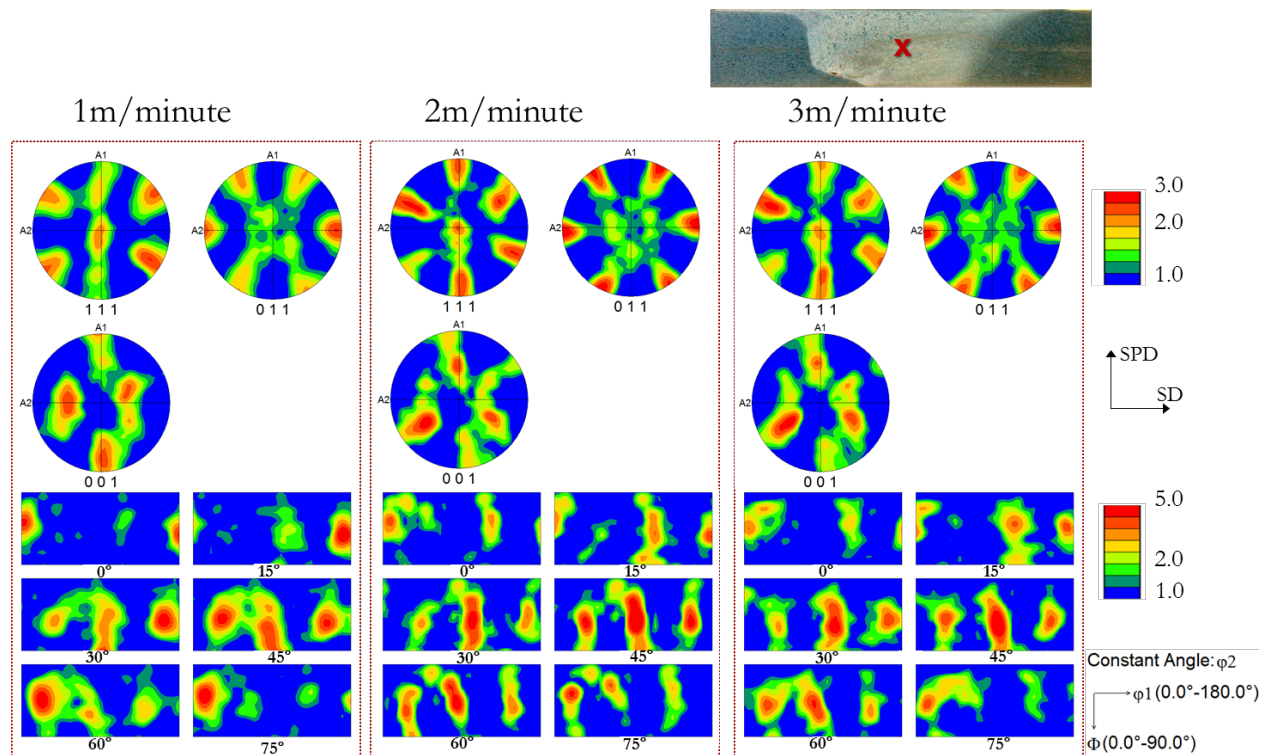 X
1m/minute
2m/minute
3m/minute
A1
A2
1 1 1
A1
A2
0 1 1
A1
A2
0 0 1
0°
15°
30°
45°
60°
75°
A1
A2
1 1 1
A1
A2
0 1 1
A1
A2
0 0 1
0°
15°
30°
45°
60°
75°
A1
A2
1 1 1
A1
A2
0 1 1
A1
A2
0 0 1
0°
15°
30°
45°
60°
75°
3.0
2.0
1.0
SPD
SD
5.0
2.0
1.0
Constant Angle: φ2
φ1 (0.0°-180.0°)
Φ (0.0°-90.0°)